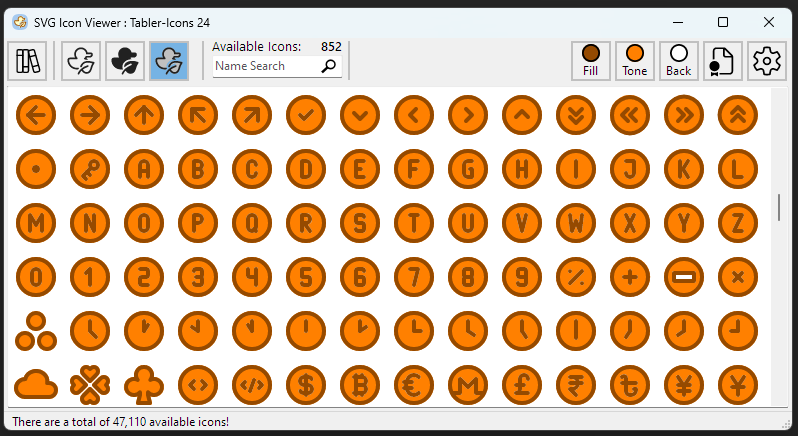 SVG Icon Viewer : Tabler-Icons 24
Available Icons: 852
Name Search
Fill Tone Back
A B C D E F G H I J K L
M N O P Q R S T U V W X Y Z
0 1 2 3 4 5 6 7 8 9 % + - ×
<> </> $ ₿ € £ ₹ ৳ ¥ ¥
There are a total of 47,110 available icons!